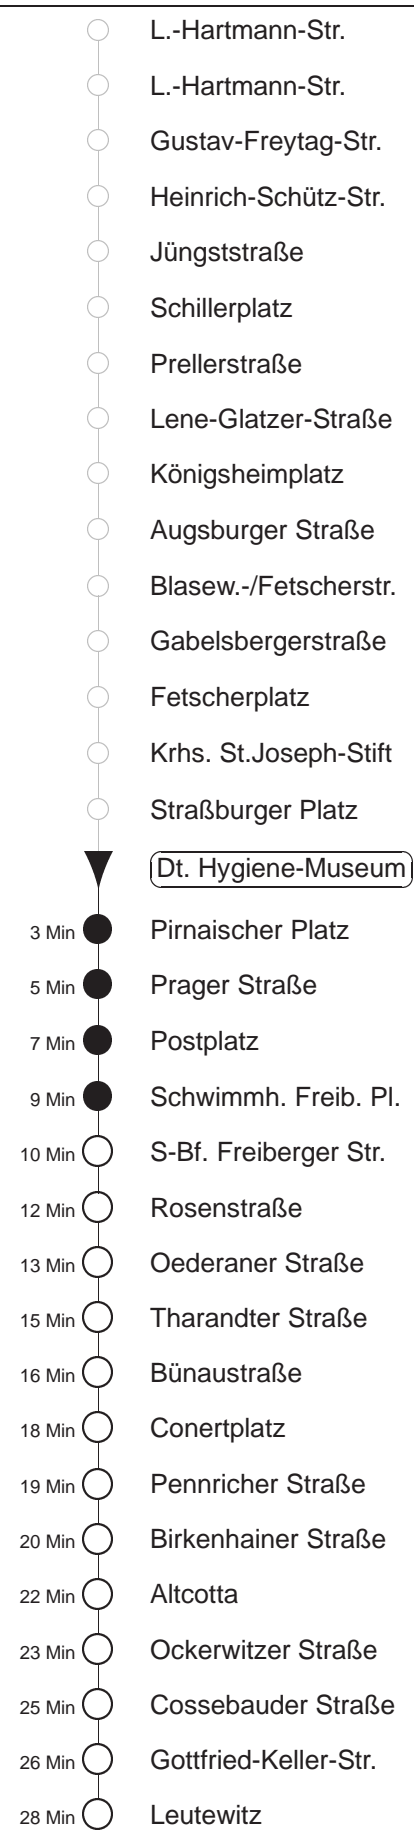 L.-Hartmann-Str.
L.-Hartmann-Str.
Gustav-Freytag-Str.
Heinrich-Schütz-Str.
Jüngststraße
Schillerplatz
Prellerstraße
Lene-Glatzer-Straße
Königsheimplatz
Augsburger Straße
Blasew.-/Fetscherstr.
Gabelsbergerstraße
Fetscherplatz
Krhs. St.Joseph-Stift
Straßburger Platz
Dt. Hygiene-Museum
3 Min Pirnaischer Platz
5 Min Prager Straße
7 Min Postplatz
9 Min Schwimmh. Freib. Pl.
10 Min S-Bf. Freiberger Str.
12 Min Rosenstraße
13 Min Oederaner Straße
15 Min Tharandter Straße
16 Min Bünaustraße
18 Min Conertplatz
19 Min Pennricher Straße
20 Min Birkenhainer Straße
22 Min Altcotta
23 Min Ockerwitzer Straße
25 Min Cossebauder Straße
26 Min Gottfried-Keller-Str.
28 Min Leutewitz